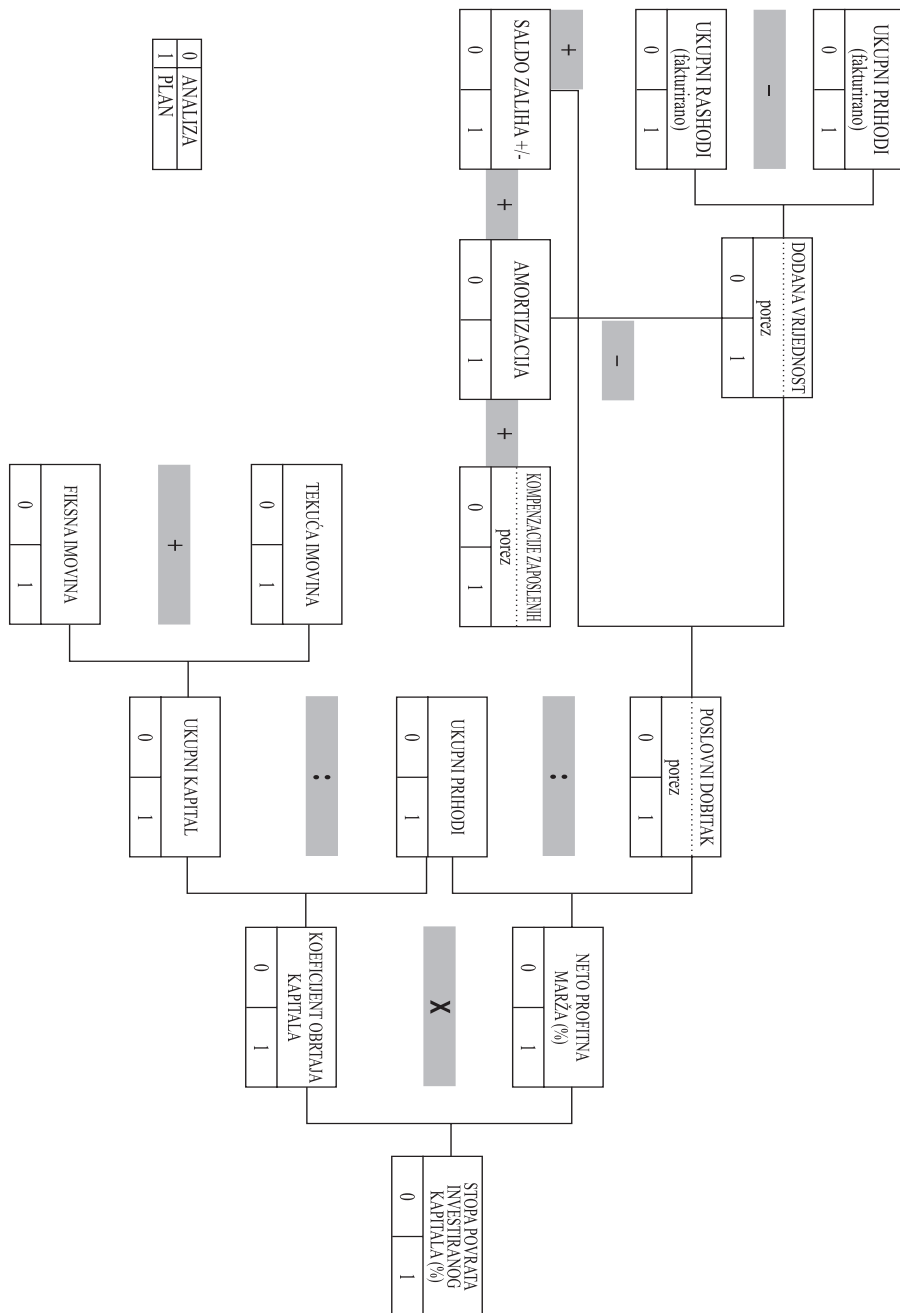 UKUPNI PRIHODI
(fakturirano)
0 1
–
UKUPNI RASHODI
(fakturirano)
0 1
+
SALDO ZALIHA +/-
0 1
0 ANALIZA
1 PLAN
DODANA VRIJEDNOST
porez
0 1
–
+
AMORTIZACIJA
0 1
+
KOMPENZACIJE ZAPOSLENIH
porez
0 1
TEKUĆA IMOVINA
0 1
+
FIKSNA IMOVINA
0 1
POSLOVNI DOBITAK
porez
0 1
:
UKUPNI PRIHODI
0 1
:
UKUPNI KAPITAL
0 1
NETO PROFITNA
MARŽA (%)
0 1
X
KOEFICIJENT OBRTAJA
KAPITALA
0 1
STOPA POVRATA
INVESTIRANOG
KAPITALA (%)
0 1